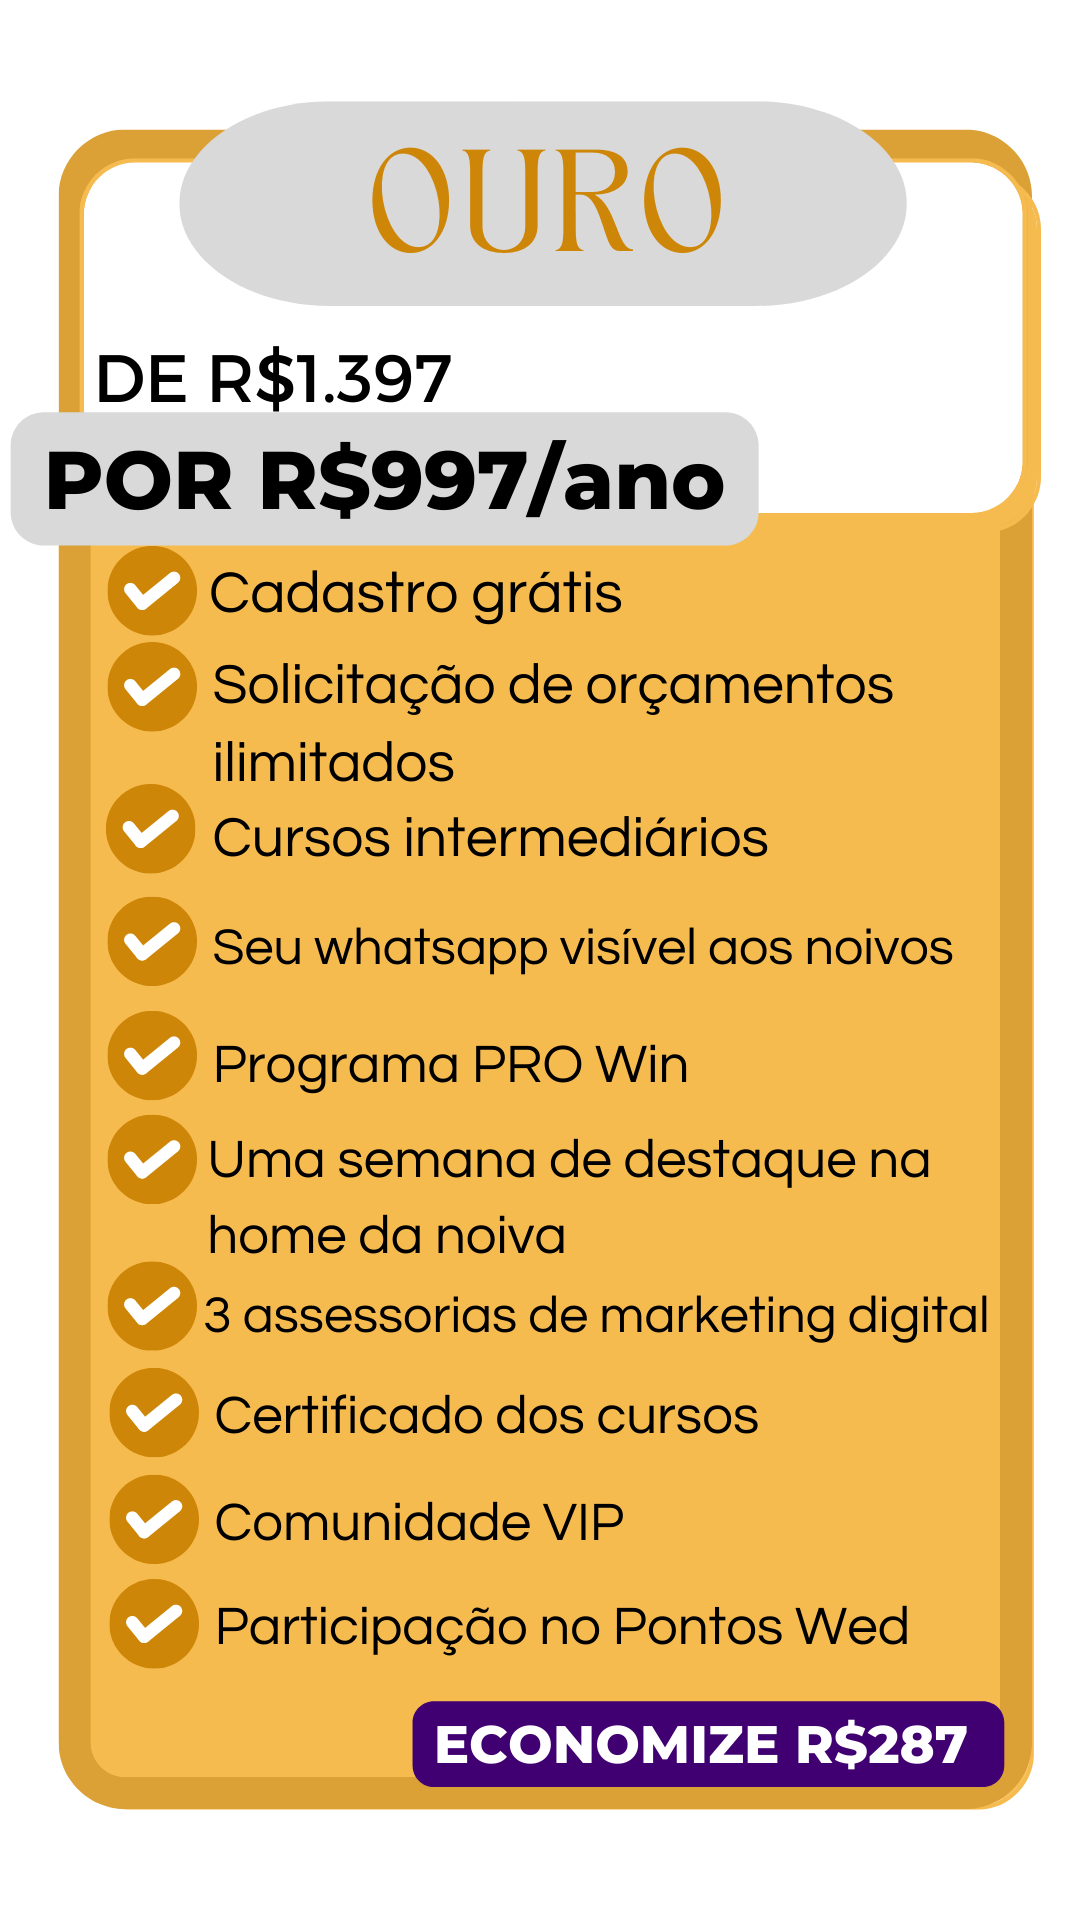 OURO
DE R$1.397
POR R$997/ano
Cadastro grátis
Solicitação de orçamentos
ilimitados
Cursos intermediários
Seu whatsapp visível aos noivos
Programa PRO Win
Uma semana de destaque na
home da noiva
3 assessorias de marketing digital
Certificado dos cursos
Comunidade VIP
Participação no Pontos Wed
ECONOMIZE R$287